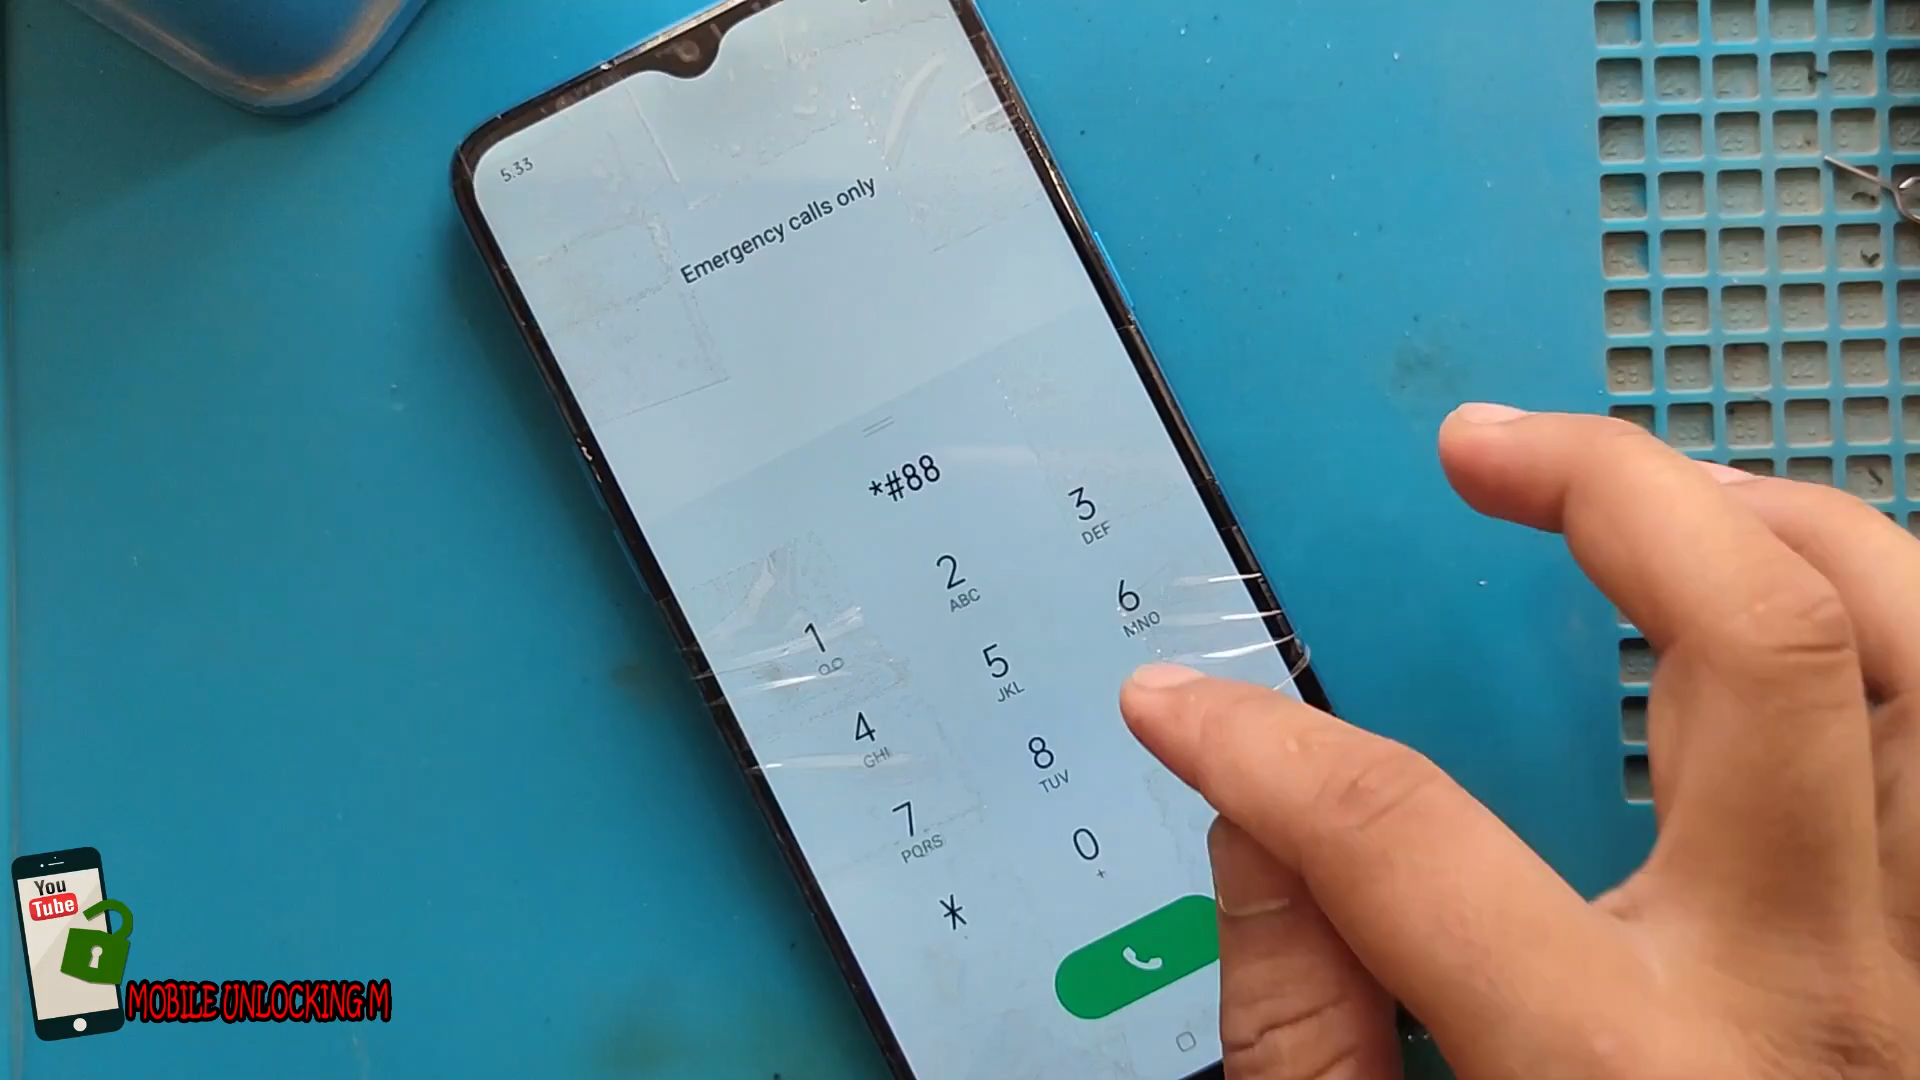 5.33
Emergency calls only
*#88
1
2
ABC
3
DEF
4
GHI
5
JKL
6
MNO
7
PQRS
8
TUV
*
0
+
You
Tube
MOBILE UNLOCKING M